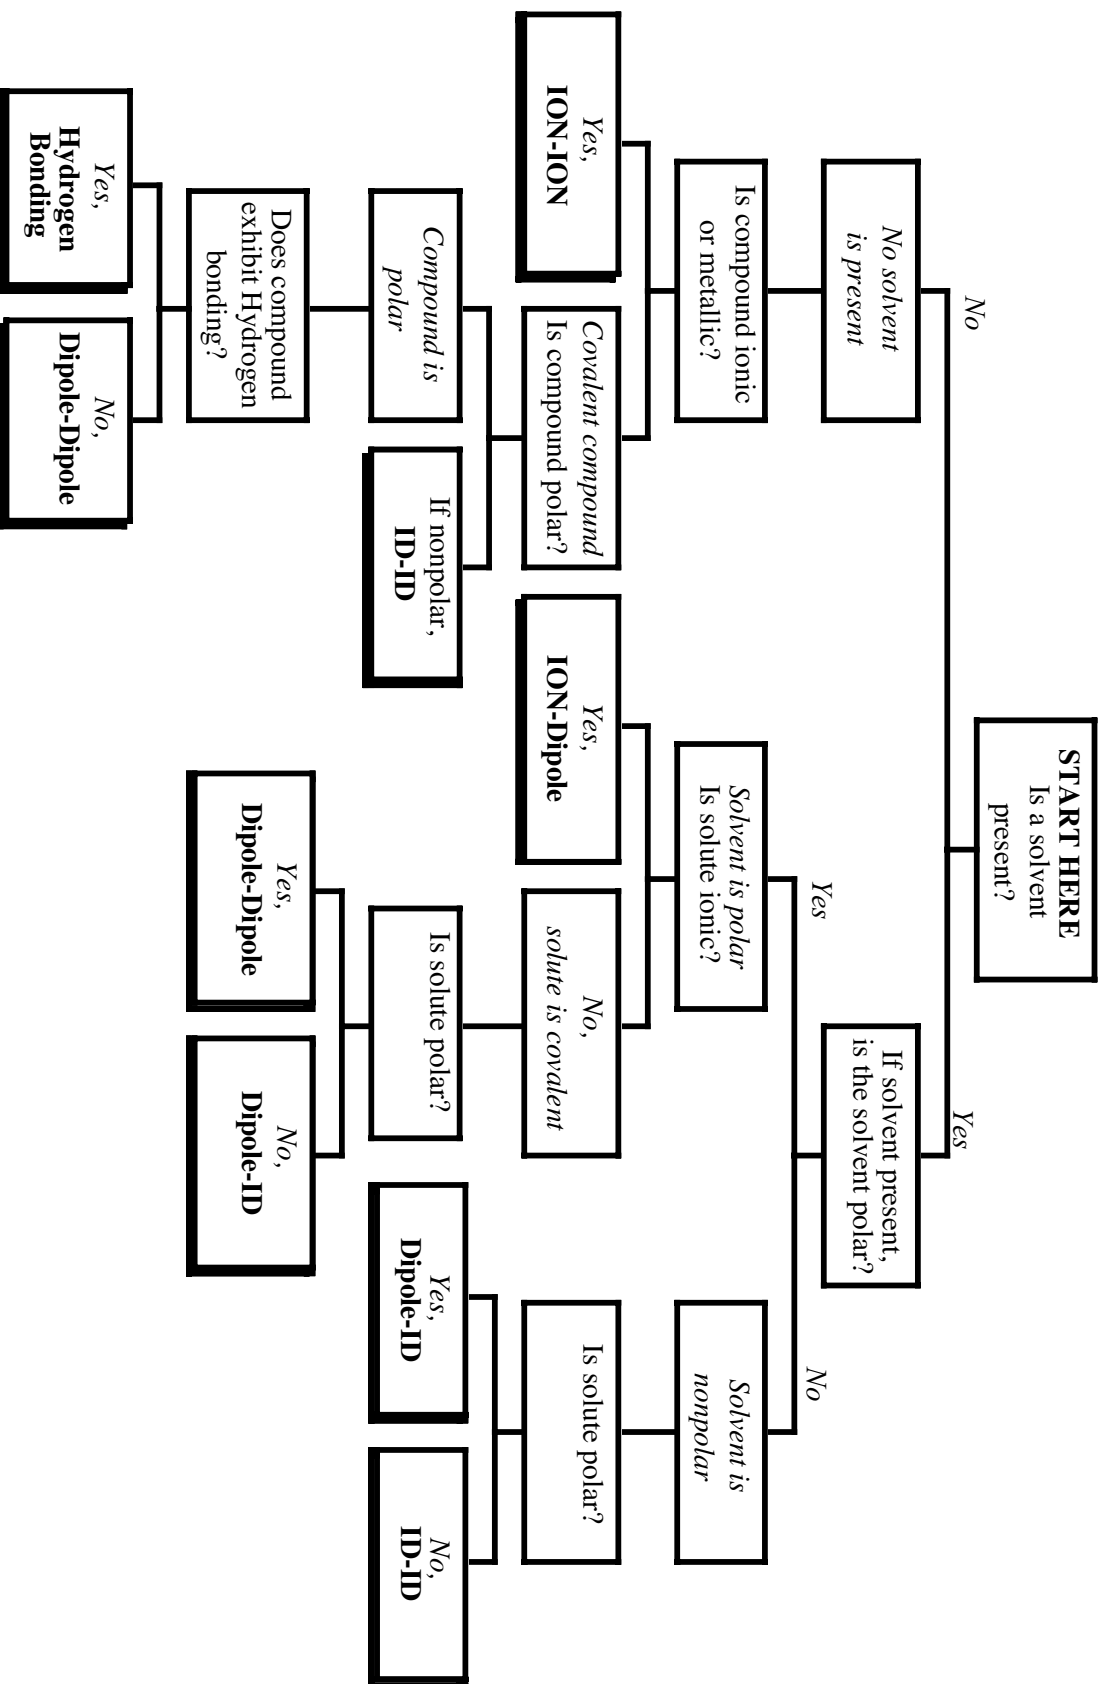 START HERE
Is a solvent
present?
No
Yes
No solvent
is present
If solvent present,
is the solvent polar?
Yes
No
Is compound ionic
or metallic?
Solvent is polar
Is solute ionic?
Solvent is
nonpolar
Yes,
ION-ION
Covalent compound
Is compound polar?
Yes,
ION-Dipole
No,
solute is covalent
Is solute polar?
Compound is
polar
If nonpolar,
ID-ID
Is solute polar?
Yes,
Dipole-ID
No,
ID-ID
Does compound
exhibit Hydrogen
bonding?
Yes,
Dipole-Dipole
No,
Dipole-ID
Yes,
Hydrogen
Bonding
No,
Dipole-Dipole